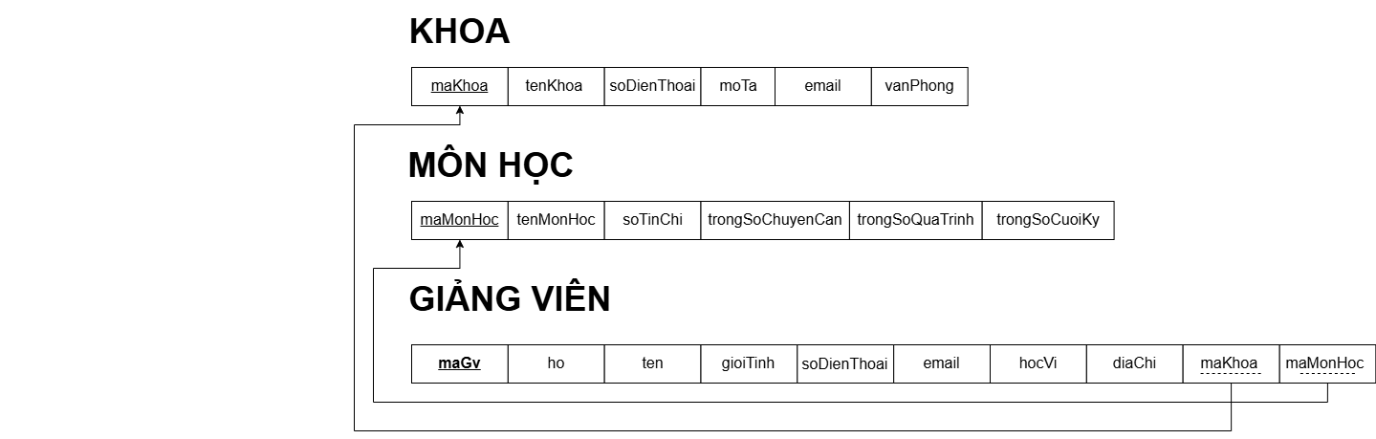 KHOA
maKhoa tenKhoa soDienThoai moTa email vanPhong
MÔN HỌC
maMonHoc tenMonHoc soTinChi trongSoChuyenCan trongSoQuaTrinh trongSoCuoiKy
GIẢNG VIÊN
maGv ho ten gioiTinh soDienThoai email hocVi diaChi maKhoa maMonHoc